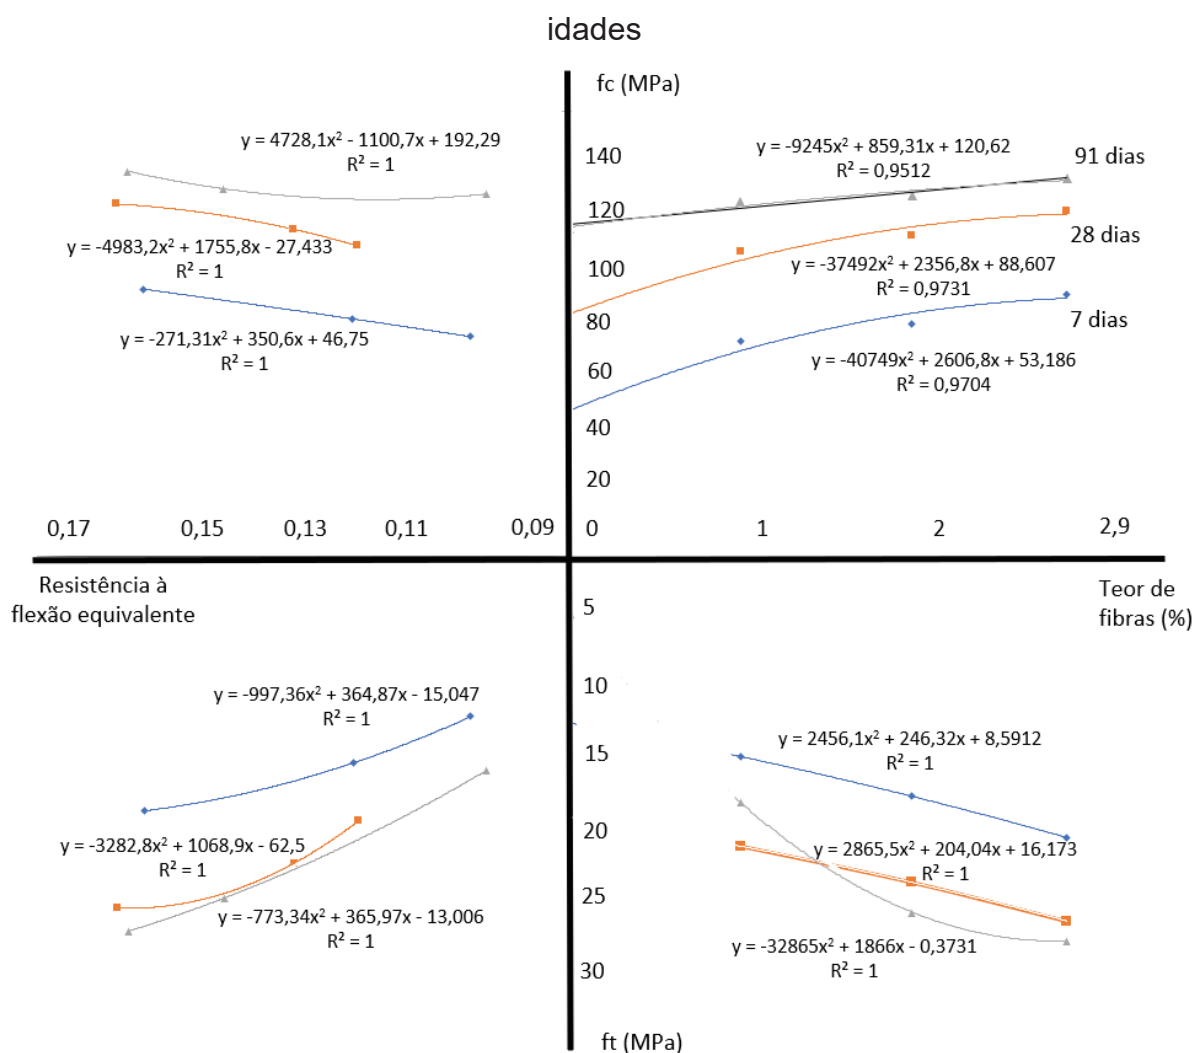 idades
fc (MPa)
y = 4728,1x² - 1100,7x + 192,29
R² = 1
y = -9245x² + 859,31x + 120,62
R² = 0,9512
140
91 dias
120
28 dias
y = -4983,2x² + 1755,8x - 27,433
R² = 1
100
y = -37492x² + 2356,8x + 88,607
R² = 0,9731
80
7 dias
y = -271,31x² + 350,6x + 46,75
R² = 1
60
y = -40749x² + 2606,8x + 53,186
R² = 0,9704
40
20
0,17 0,15 0,13 0,11 0,09 0 1 2 2,9
Resistência à
flexão equivalente
Teor de
fibras (%)
5
10
y = -997,36x² + 364,87x - 15,047
R² = 1
15
y = 2456,1x² + 246,32x + 8,5912
R² = 1
20
y = -3282,8x² + 1068,9x - 62,5
R² = 1
y = 2865,5x² + 204,04x + 16,173
R² = 1
25
y = -773,34x² + 365,97x - 13,006
R² = 1
y = -32865x² + 1866x - 0,3731
R² = 1
30
ft (MPa)